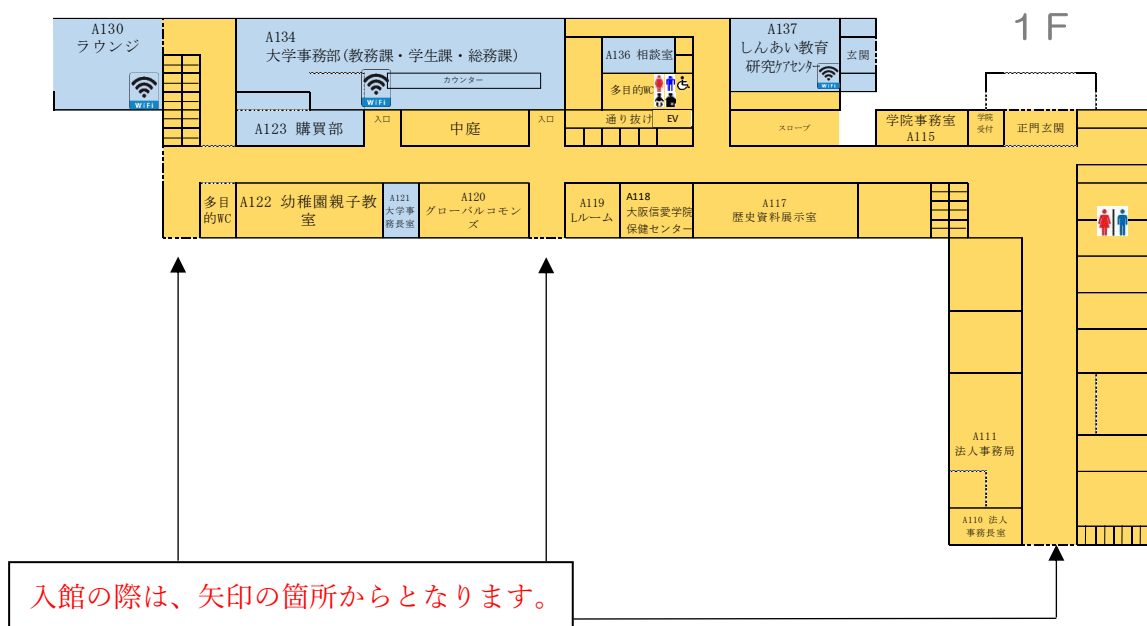 1F
A130
ラウンジ
WiFi
A134
大学事務部(教務課・学生課・総務課)
WiFi
カウンター
A136 相談室
多目的WC
A137
しんあい教育
研究ケアセンター
WiFi
玄関
A123 購買部
入口
中庭
入口
通り抜け
EV
スロープ
学院事務室
A115
学院
受付
正門玄関
多目
的WC
A122 幼稚園親子教
室
A121
大学事
務長室
A120
グローバルコモン
ズ
A119
Lルーム
A118
大阪信愛学院
保健センター
A117
歴史資料展示室
A111
法人事務局
A110 法人
事務長室
入館の際は、矢印の箇所からとなります。